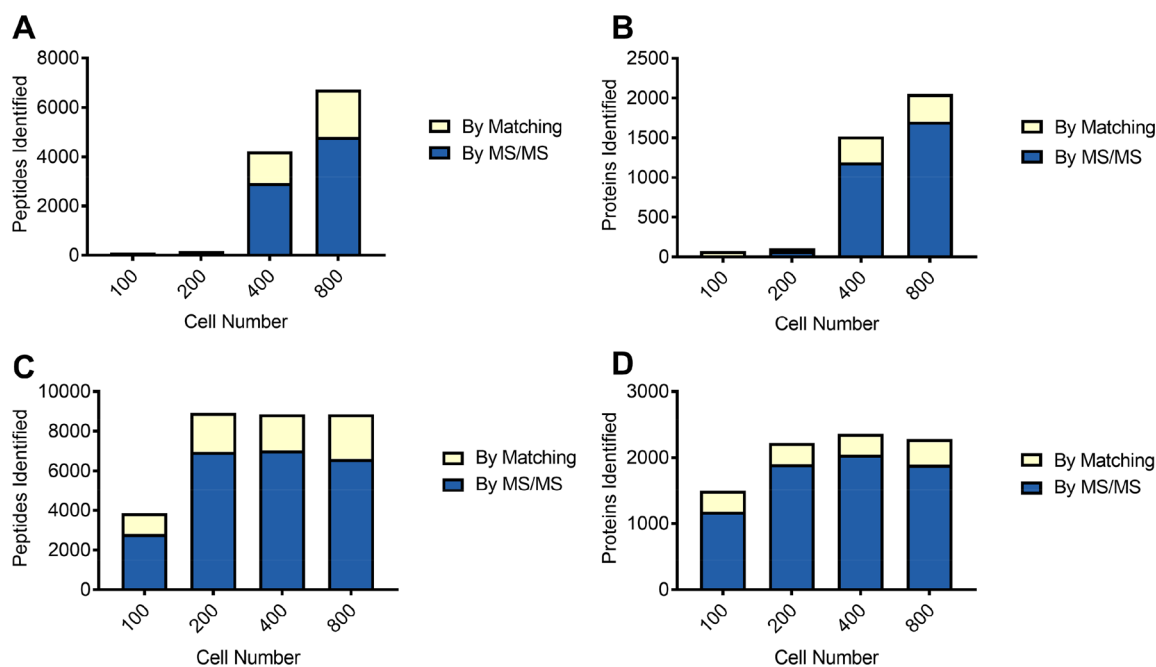 A
Peptides Identified
8000
6000
4000
2000
0
100
200
400
800
Cell Number
By Matching
By MS/MS
B
Proteins Identified
2500
2000
1500
1000
500
0
100
200
400
800
Cell Number
By Matching
By MS/MS
C
Peptides Identified
10000
8000
6000
4000
2000
0
100
200
400
800
Cell Number
By Matching
By MS/MS
D
Proteins Identified
3000
2000
1000
0
100
200
400
800
Cell Number
By Matching
By MS/MS